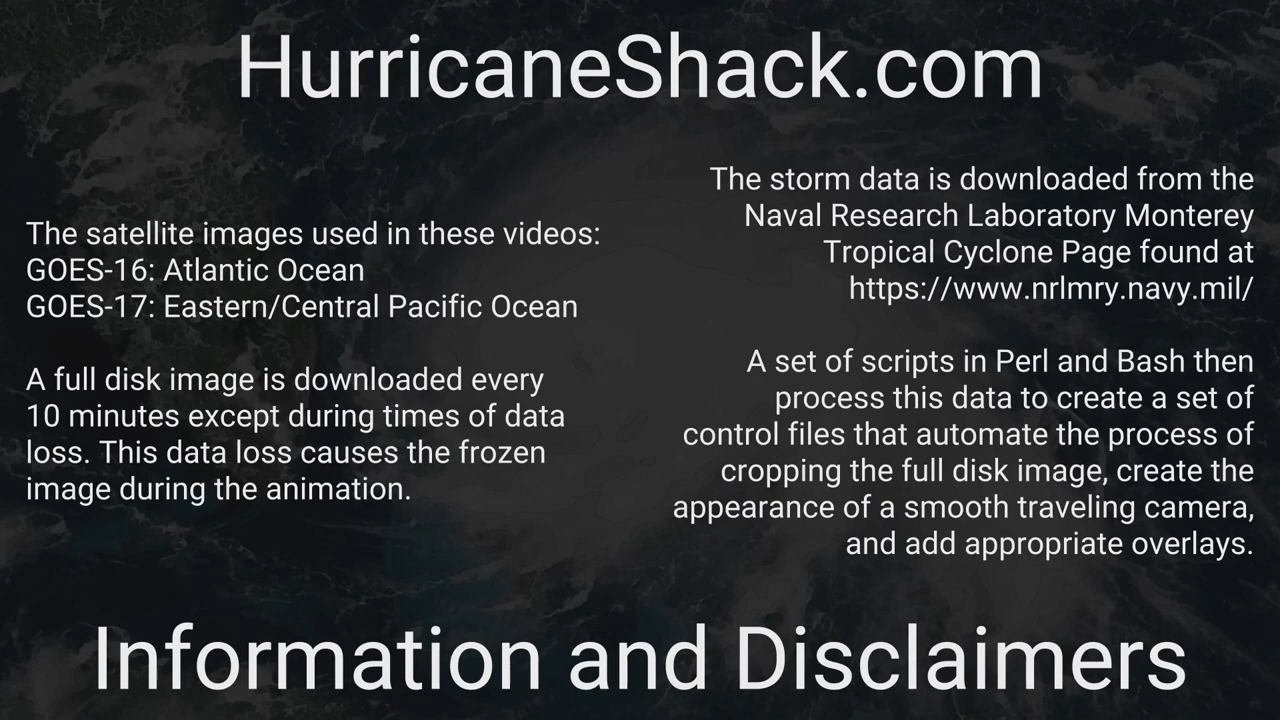 HurricaneShack.com
The satellite images used in these videos:
GOES-16: Atlantic Ocean
GOES-17: Eastern/Central Pacific Ocean
A full disk image is downloaded every
10 minutes except during times of data
loss. This data loss causes the frozen
image during the animation.
The storm data is downloaded from the
Naval Research Laboratory Monterey
Tropical Cyclone Page found at
https://www.nrlmry.navy.mil/
A set of scripts in Perl and Bash then
process this data to create a set of
control files that automate the process of
cropping the full disk image, create the
appearance of a smooth traveling camera,
and add appropriate overlays.
Information and Disclaimers